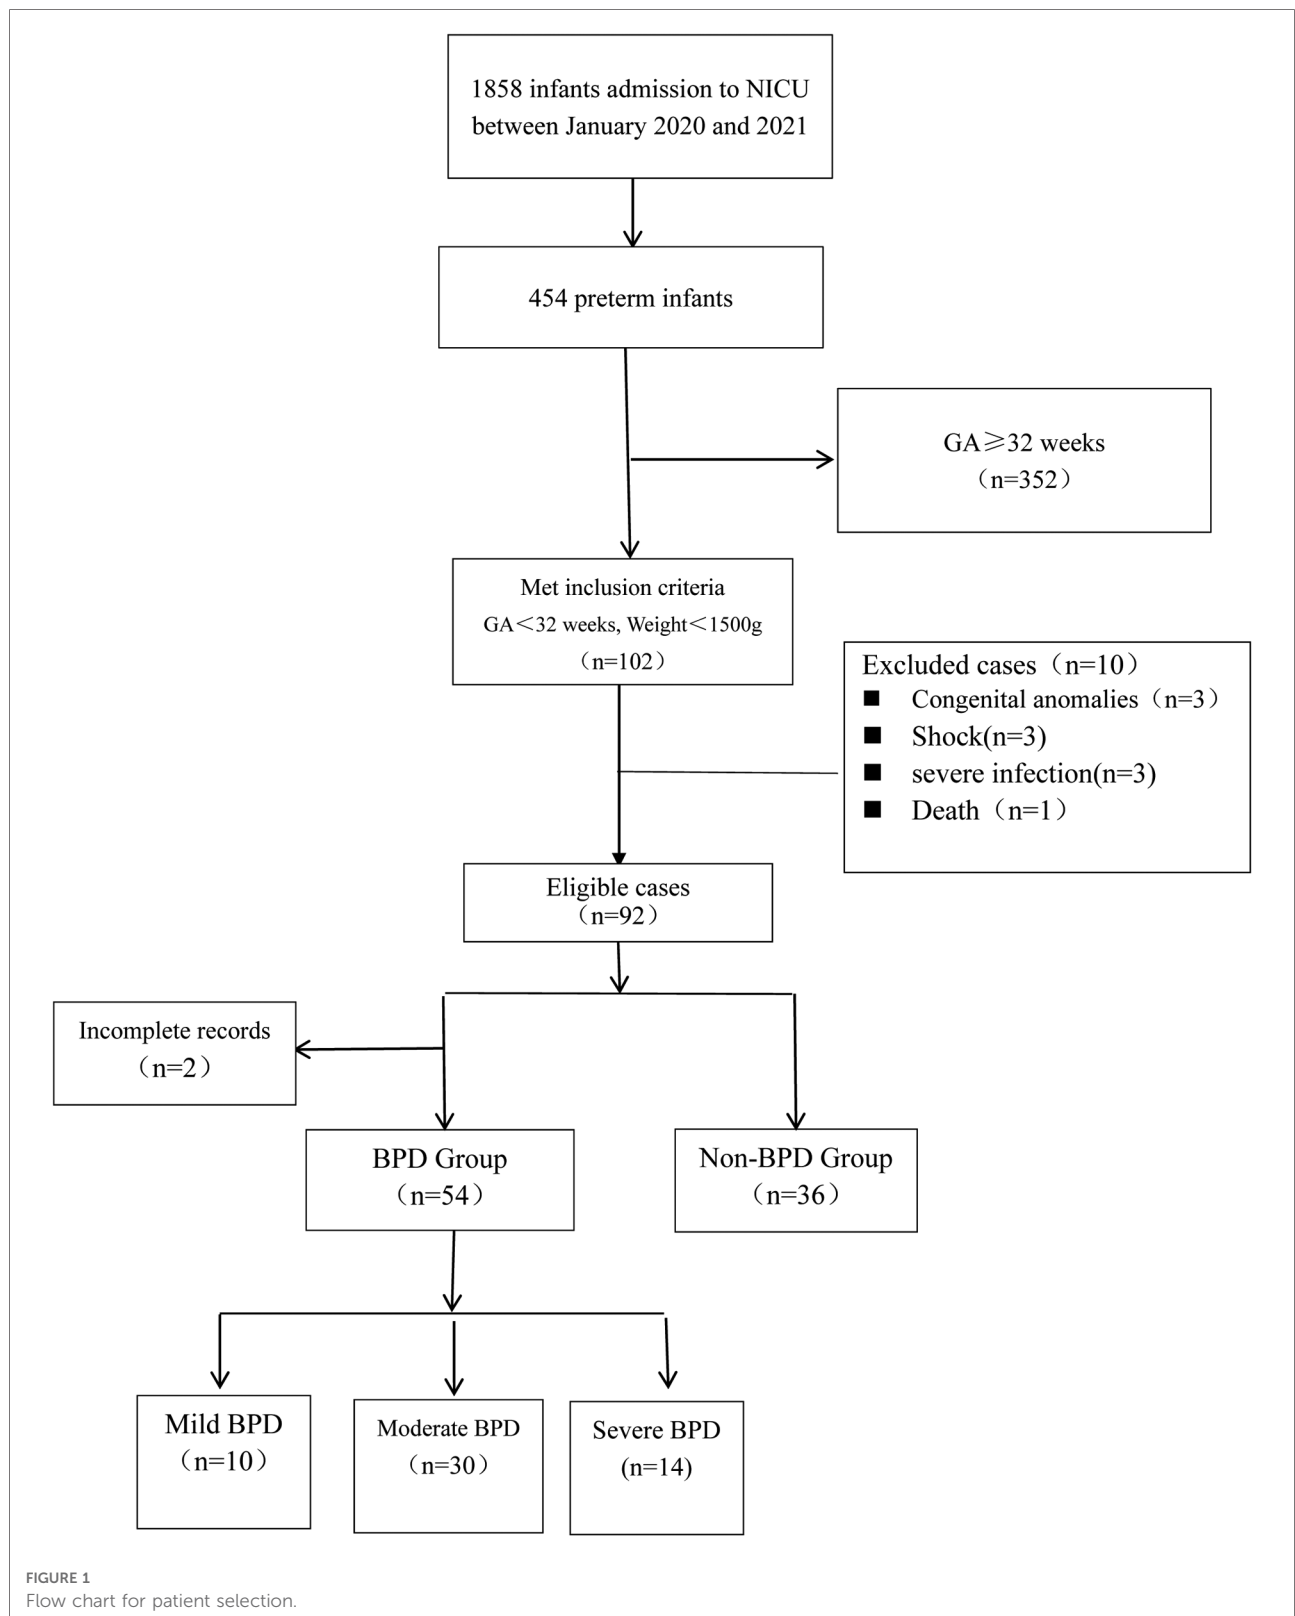 1858 infants admission to NICU
between January 2020 and 2021
454 preterm infants
GA≥32 weeks
（n=352）
Met inclusion criteria
GA＜32 weeks, Weight＜1500g
（n=102）
Excluded cases（n=10）
■ Congenital anomalies（n=3）
■ Shock(n=3)
■ severe infection(n=3)
■ Death（n=1）
Eligible cases
（n=92）
Incomplete records
（n=2）
BPD Group
（n=54）
Non-BPD Group
（n=36）
Mild BPD
（n=10）
Moderate BPD
（n=30）
Severe BPD
(n=14)
FIGURE 1
Flow chart for patient selection.